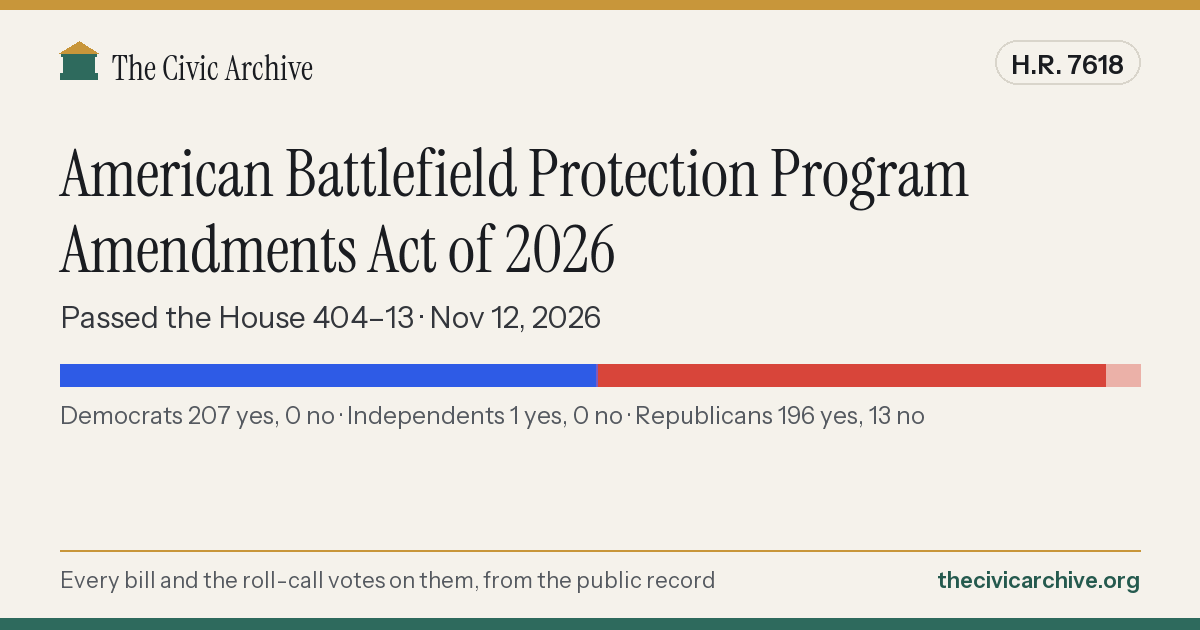 The Civic Archive
H.R. 7618
American Battlefield Protection Program
Amendments Act of 2026
Passed the House 404–13 · Nov 12, 2026
Democrats 207 yes, 0 no · Independents 1 yes, 0 no · Republicans 196 yes, 13 no
Every bill and the roll-call votes on them, from the public record
thecivicarchive.org